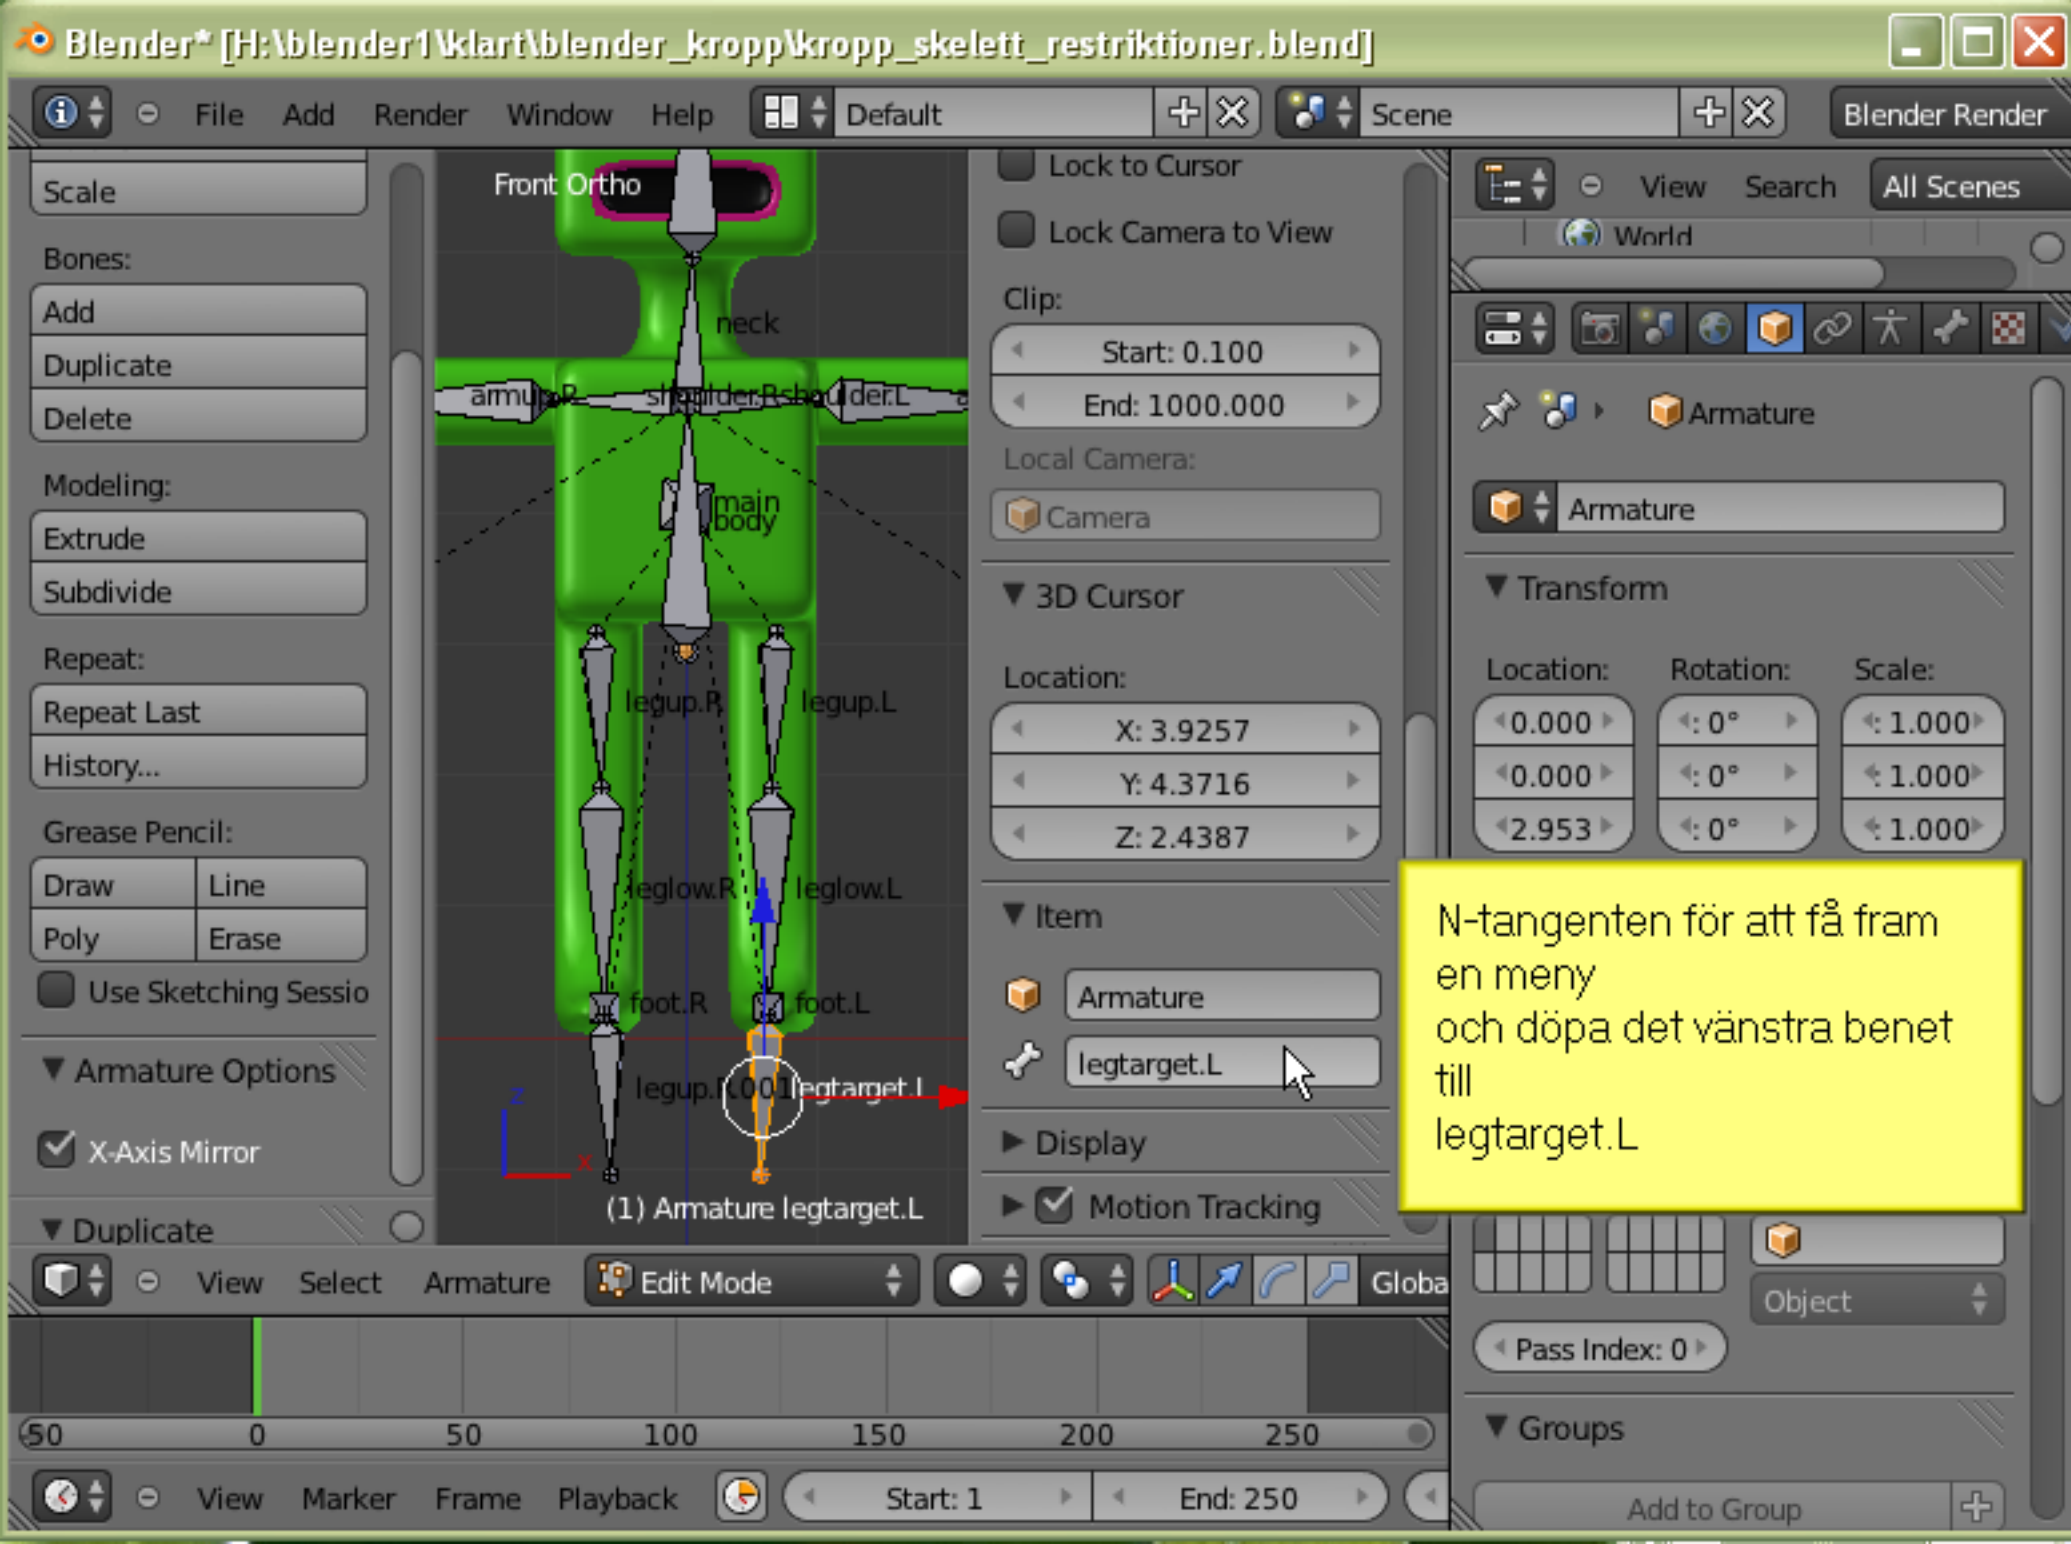 Blender* [H:\blender1\klart\blender_kropp\kropp_skelett_restriktioner.blend]
File Add Render Window Help Default Scene Blender Render
Scale
Bones:
Add
Duplicate
Delete
Modeling:
Extrude
Subdivide
Repeat:
Repeat Last
History...
Grease Pencil:
Draw Line
Poly Erase
Use Sketching Sessio
Armature Options
X-Axis Mirror
Duplicate
Front Ortho
neck
armup.R shoulder.R shoulder.L a
main
body
legup.R legup.L
leglow.R leglow.L
foot.R foot.L
legup.R.001 legtarget.L
z
x
(1) Armature legtarget.L
Lock to Cursor
Lock Camera to View
Clip:
Start: 0.100
End: 1000.000
Local Camera:
Camera
3D Cursor
Location:
X: 3.9257
Y: 4.3716
Z: 2.4387
Item
Armature
legtarget.L
Display
Motion Tracking
View Search All Scenes
World
Armature
Armature
Transform
Location: Rotation: Scale:
0.000 : 0° : 1.000
0.000 : 0° : 1.000
2.953 : 0° : 1.000
N-tangenten för att få fram
en meny
och döpa det vänstra benet
till
legtarget.L
Object
Pass Index: 0
Groups
Add to Group
View Select Armature Edit Mode Globa
-50 0 50 100 150 200 250
View Marker Frame Playback Start: 1 End: 250